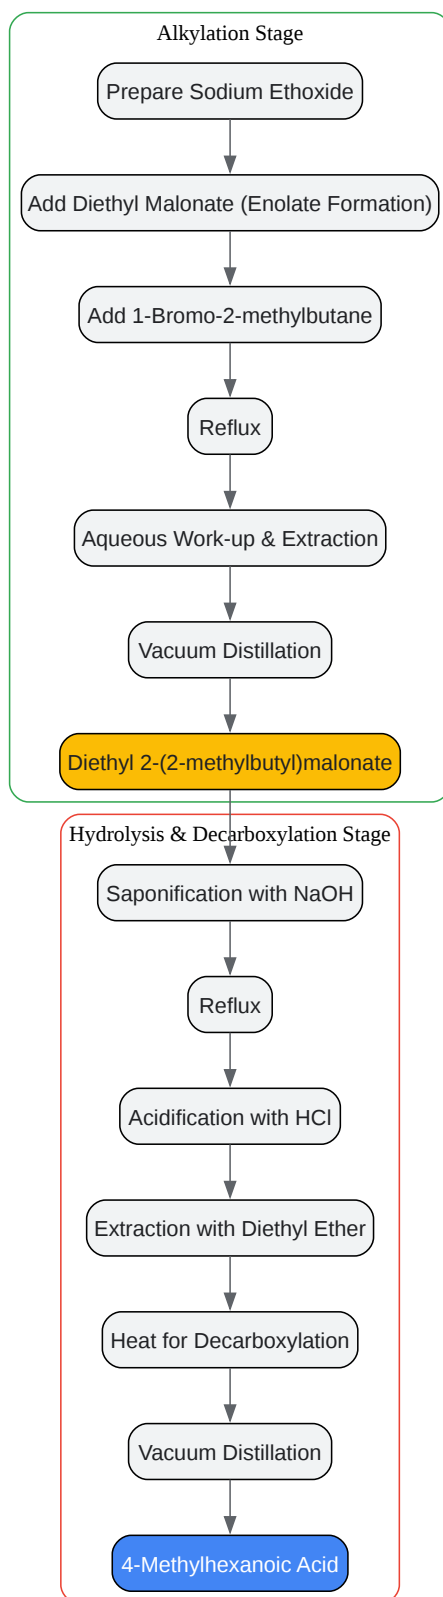 Alkylation Stage
Prepare Sodium Ethoxide
Add Diethyl Malonate (Enolate Formation)
Add 1-Bromo-2-methylbutane
Reflux
Aqueous Work-up & Extraction
Vacuum Distillation
Diethyl 2-(2-methylbutyl)malonate
Hydrolysis & Decarboxylation Stage
Saponification with NaOH
Reflux
Acidification with HCl
Extraction with Diethyl Ether
Heat for Decarboxylation
Vacuum Distillation
4-Methylhexanoic Acid